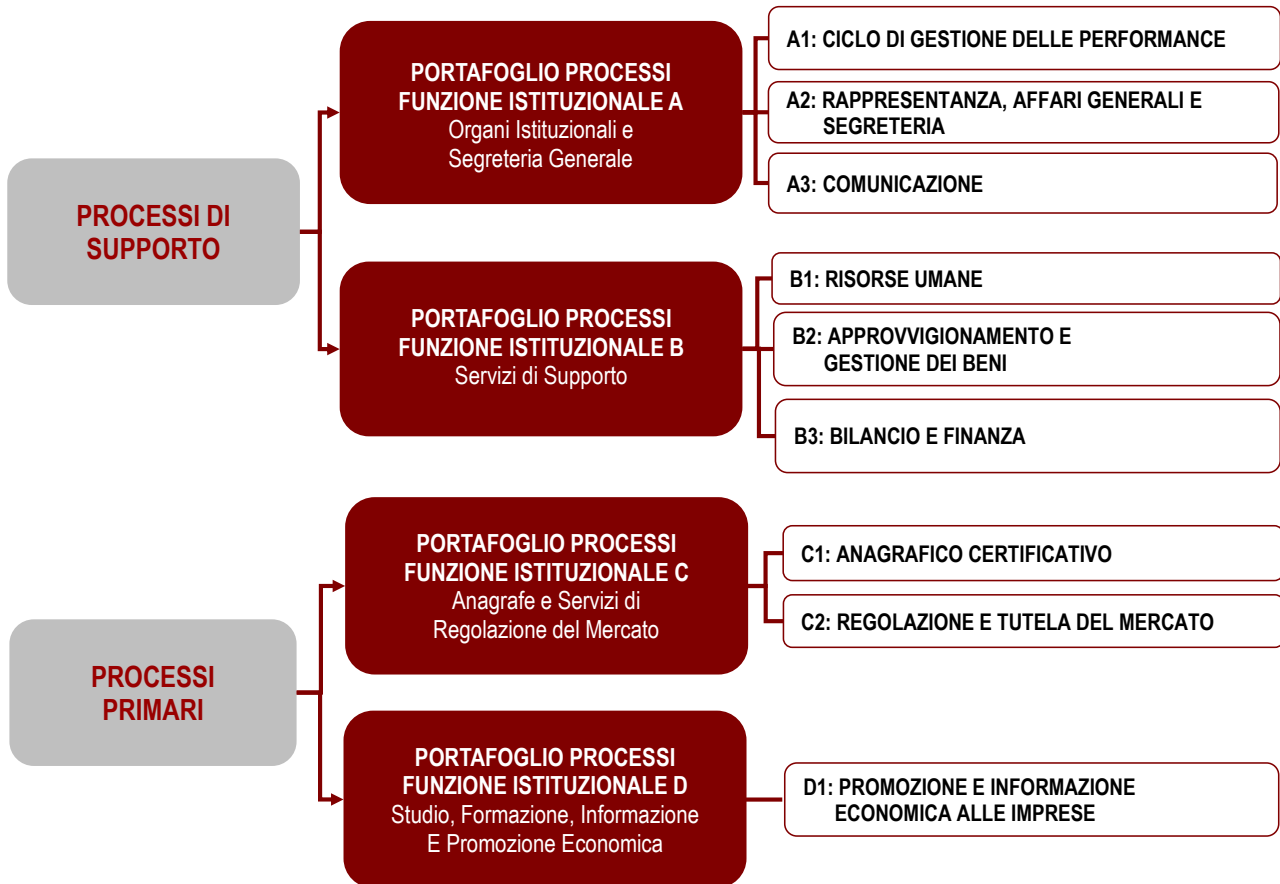 PROCESSI DI
SUPPORTO
PORTAFOGLIO PROCESSI
FUNZIONE ISTITUZIONALE A
Organi Istituzionali e
Segreteria Generale
A1: CICLO DI GESTIONE DELLE PERFORMANCE
A2: RAPPRESENTANZA, AFFARI GENERALI E
SEGRETERIA
A3: COMUNICAZIONE
PORTAFOGLIO PROCESSI
FUNZIONE ISTITUZIONALE B
Servizi di Supporto
B1: RISORSE UMANE
B2: APPROVVIGIONAMENTO E
GESTIONE DEI BENI
B3: BILANCIO E FINANZA
PROCESSI
PRIMARI
PORTAFOGLIO PROCESSI
FUNZIONE ISTITUZIONALE C
Anagrafe e Servizi di
Regolazione del Mercato
C1: ANAGRAFICO CERTIFICATIVO
C2: REGOLAZIONE E TUTELA DEL MERCATO
PORTAFOGLIO PROCESSI
FUNZIONE ISTITUZIONALE D
Studio, Formazione, Informazione
E Promozione Economica
D1: PROMOZIONE E INFORMAZIONE
ECONOMICA ALLE IMPRESE